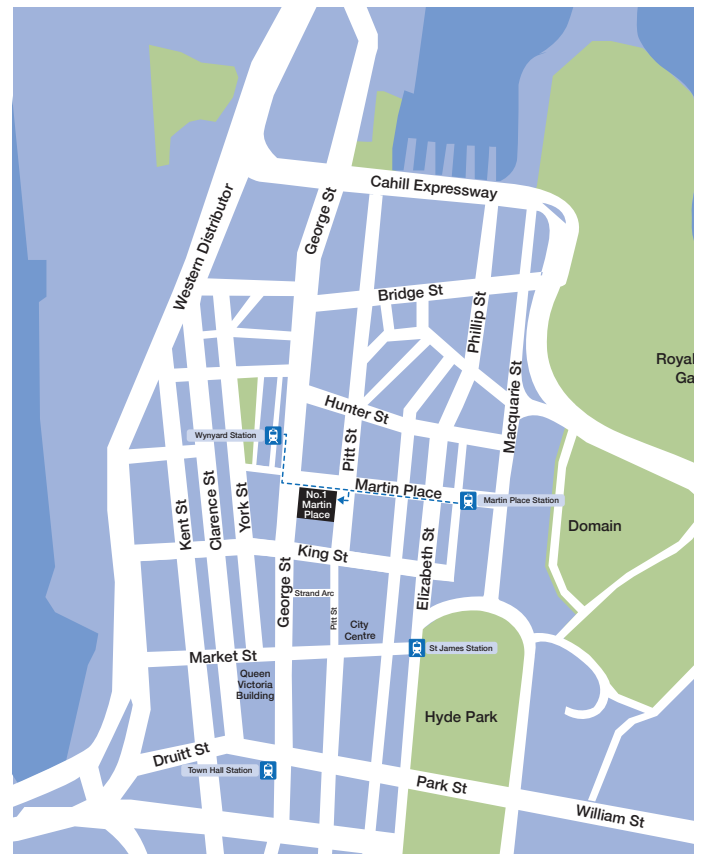 Cahill Expressway
George St
Western Distributor
Bridge St
Phillip St
Royal
Ga
Macquarie St
Hunter St
Wynyard Station
Pitt St
Martin Place
No.1
Martin
Place
Martin Place Station
Kent St
Clarence St
York St
Domain
King St
Elizabeth St
George St
Strand Arc
Pitt St
City
Centre
Market St
St James Station
Queen
Victoria
Building
Hyde Park
Druitt St
Town Hall Station
Park St
William St